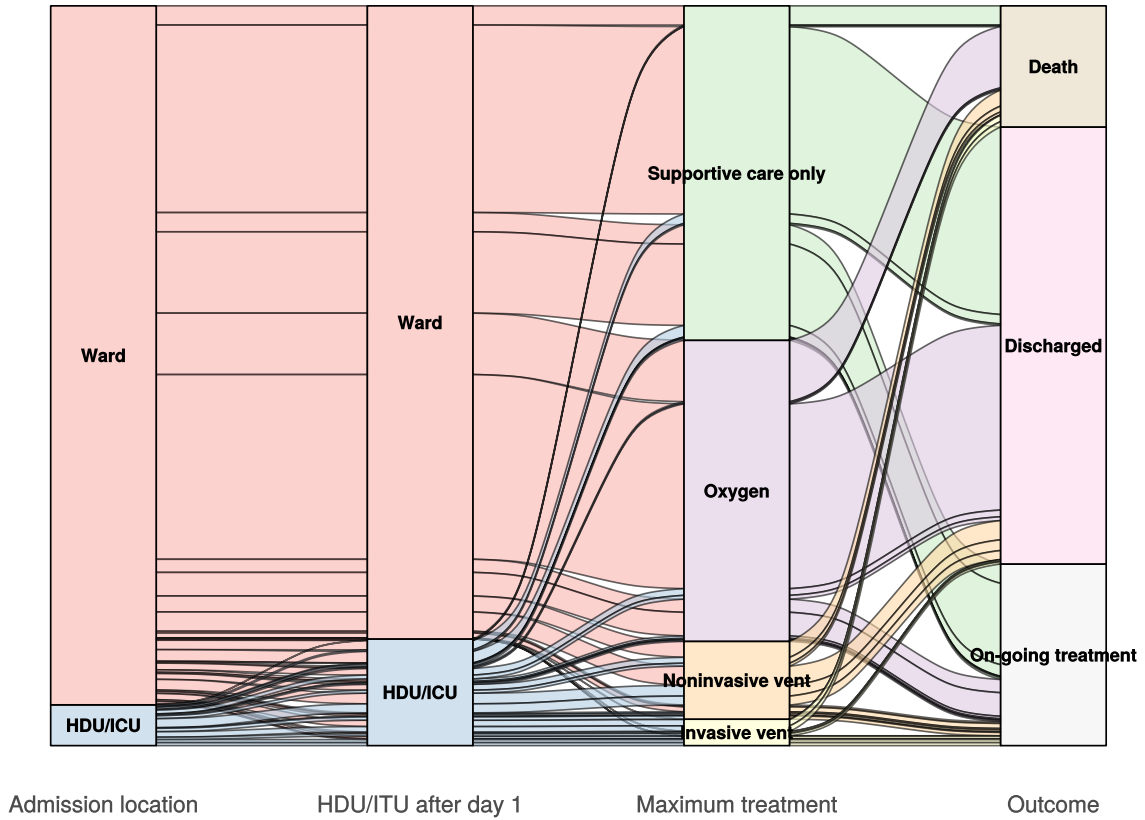 Death
Supportive care only
Ward
Discharged
Ward
Oxygen
On-going treatment
Noninvasive vent
HDU/ICU
HDU/ICU
Invasive vent
Admission location
HDU/ITU after day 1
Maximum treatment
Outcome